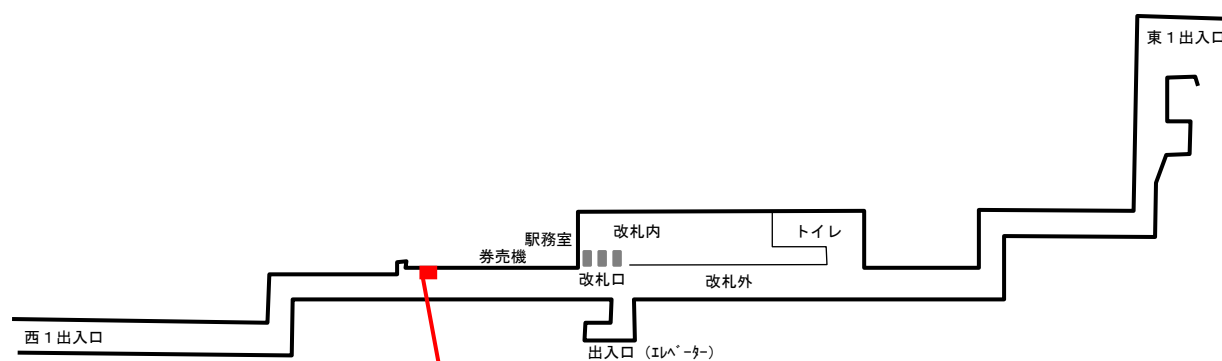 東１出入口
駅務室
改札内
トイレ
券売機
改札口
改札外
西１出入口
出入口（ｴﾚﾍﾞｰﾀｰ）